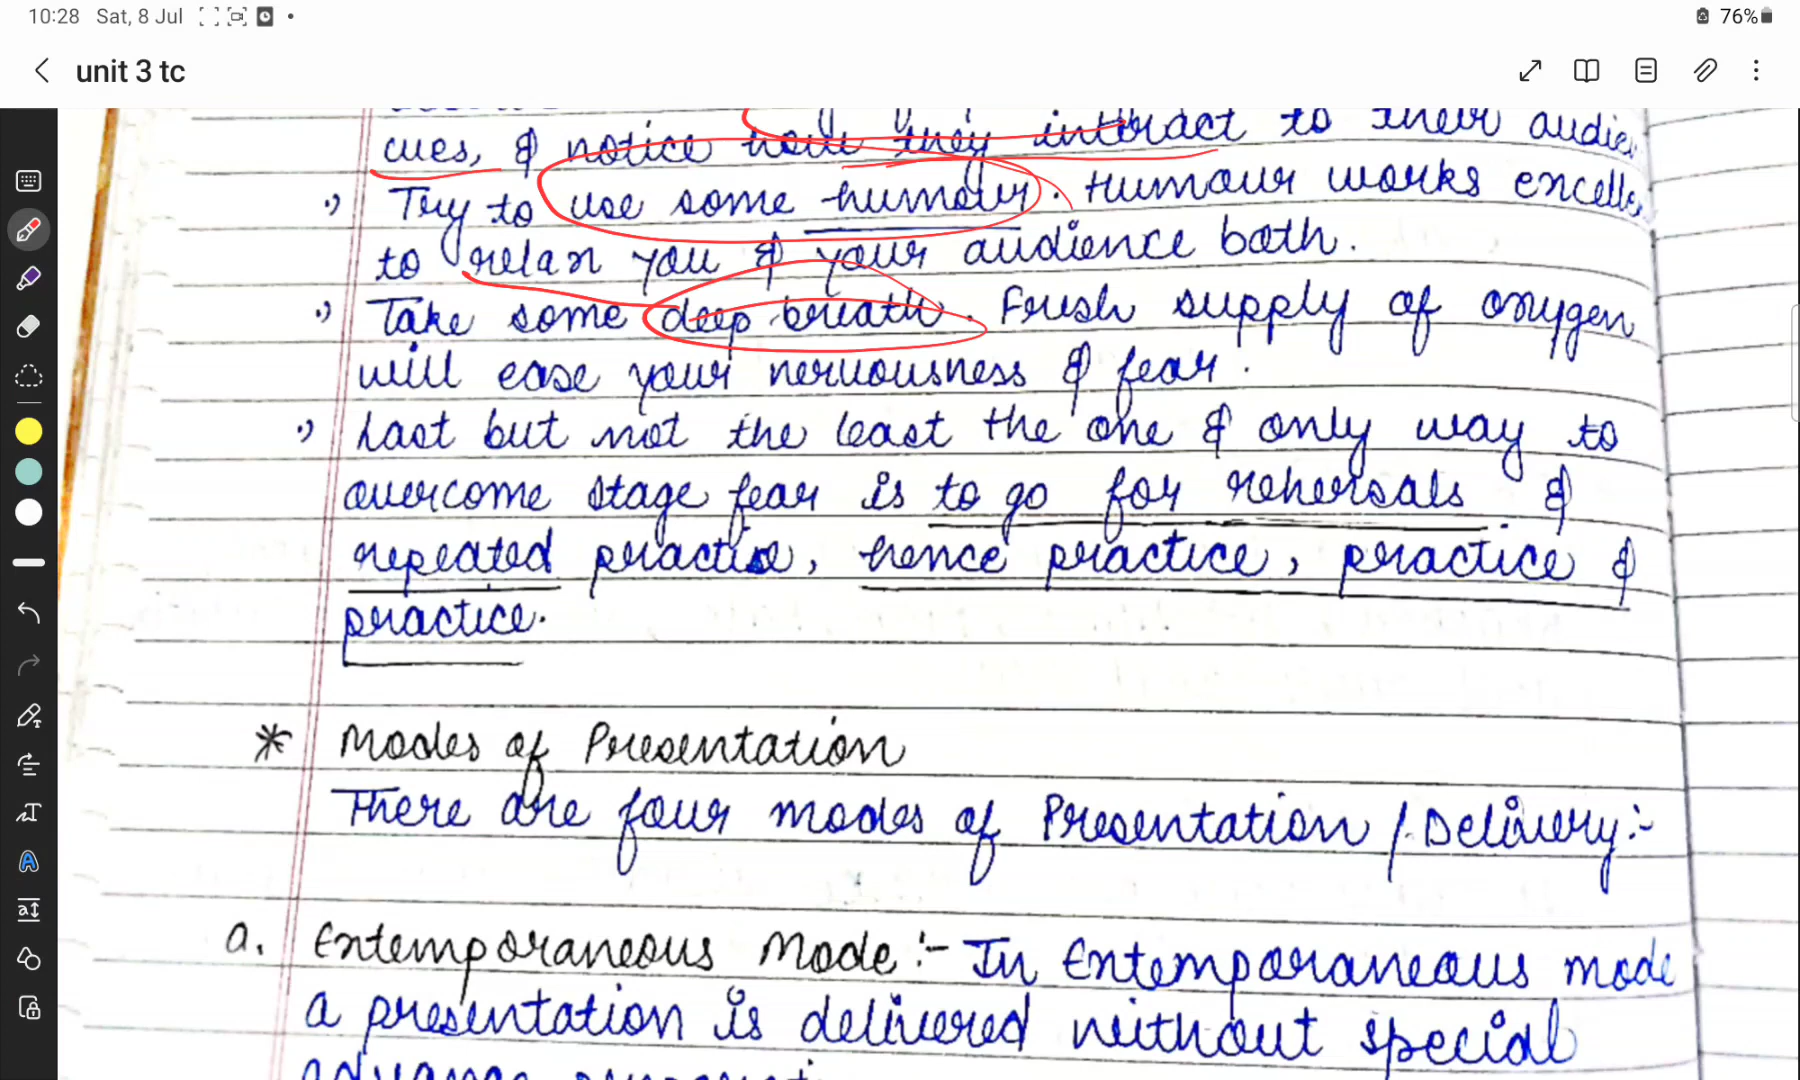 10:28 Sat, 8 Jul
76%
unit 3 tc
cues, & notice how they interact to their
Try to use some humour. Humour works
to relax you & your audience both.
Take some deep breath. Fresh supply of oxygen
will ease your nervousness & fear.
Last but not the least the one & only way to
overcome stage fear is to go for rehersals &
repeated practise, hence practice, practice &
practice.
* Modes of Presentation
There are four modes of Presentation / Delivery:-
a. Extemporaneous Mode:- In Extemporaneous mode
a presentation is delivered without special